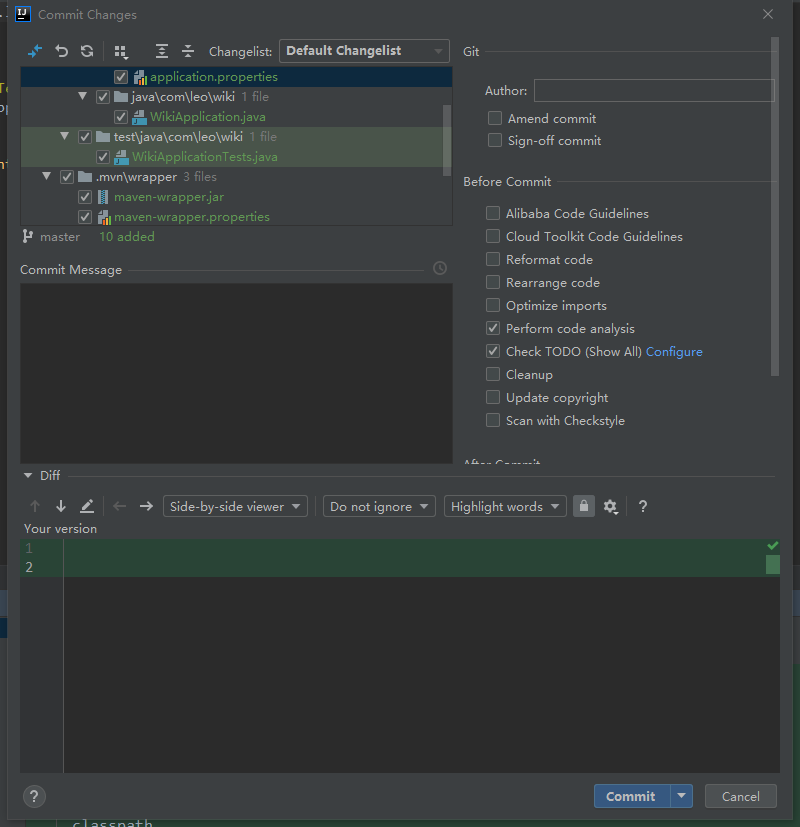 Commit Changes
Changelist: Default Changelist
Git
application.properties
java\com\leo\wiki 1 file
WikiApplication.java
test\java\com\leo\wiki 1 file
WikiApplicationTests.java
.mvn\wrapper 3 files
maven-wrapper.jar
maven-wrapper.properties
master 10 added
Author:
Amend commit
Sign-off commit
Before Commit
Alibaba Code Guidelines
Cloud Toolkit Code Guidelines
Reformat code
Rearrange code
Optimize imports
Perform code analysis
Check TODO (Show All) Configure
Cleanup
Update copyright
Scan with Checkstyle
After Commit
Commit Message
Diff
Side-by-side viewer Do not ignore Highlight words ?
Your version
1
2
? Commit Cancel
classpath